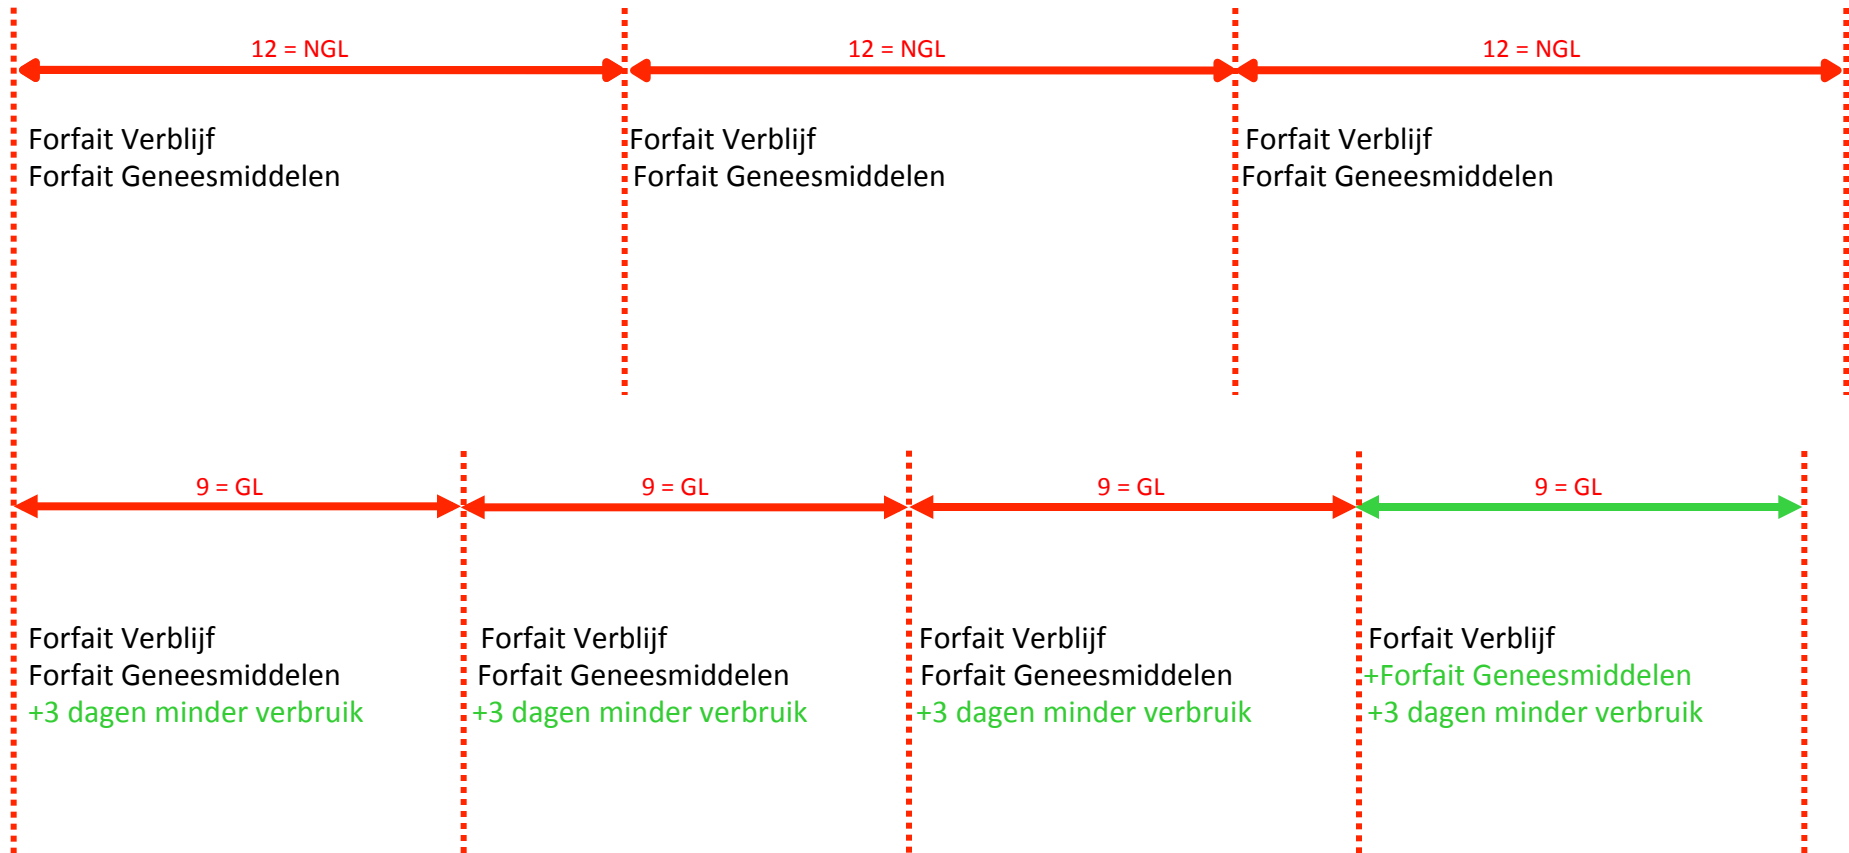 12 = NGL
12 = NGL
12 = NGL
Forfait Verblijf
Forfait Geneesmiddelen
Forfait Verblijf
Forfait Geneesmiddelen
Forfait Verblijf
Forfait Geneesmiddelen
9 = GL
9 = GL
9 = GL
9 = GL
Forfait Verblijf
Forfait Geneesmiddelen
+3 dagen minder verbruik
Forfait Verblijf
Forfait Geneesmiddelen
+3 dagen minder verbruik
Forfait Verblijf
Forfait Geneesmiddelen
+3 dagen minder verbruik
Forfait Verblijf
+Forfait Geneesmiddelen
+3 dagen minder verbruik